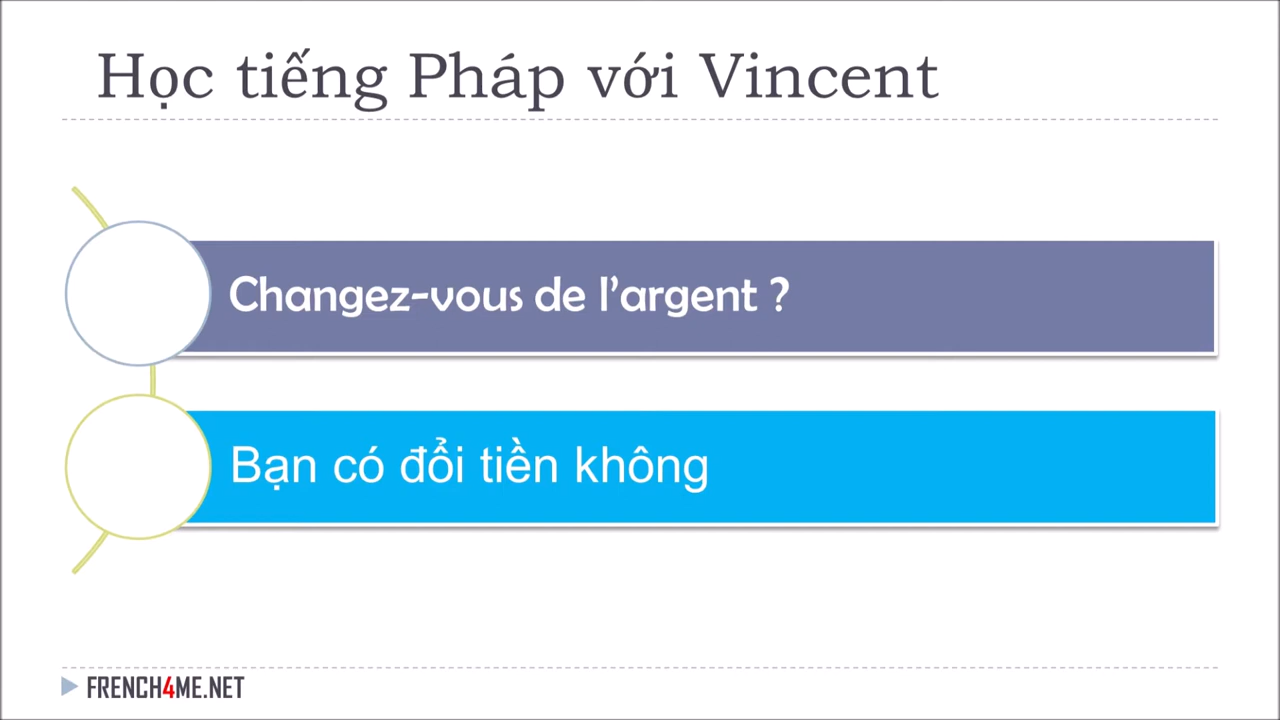 Học tiếng Pháp với Vincent
Changez-vous de l’argent ?
Bạn có đổi tiền không
FRENCH4ME.NET